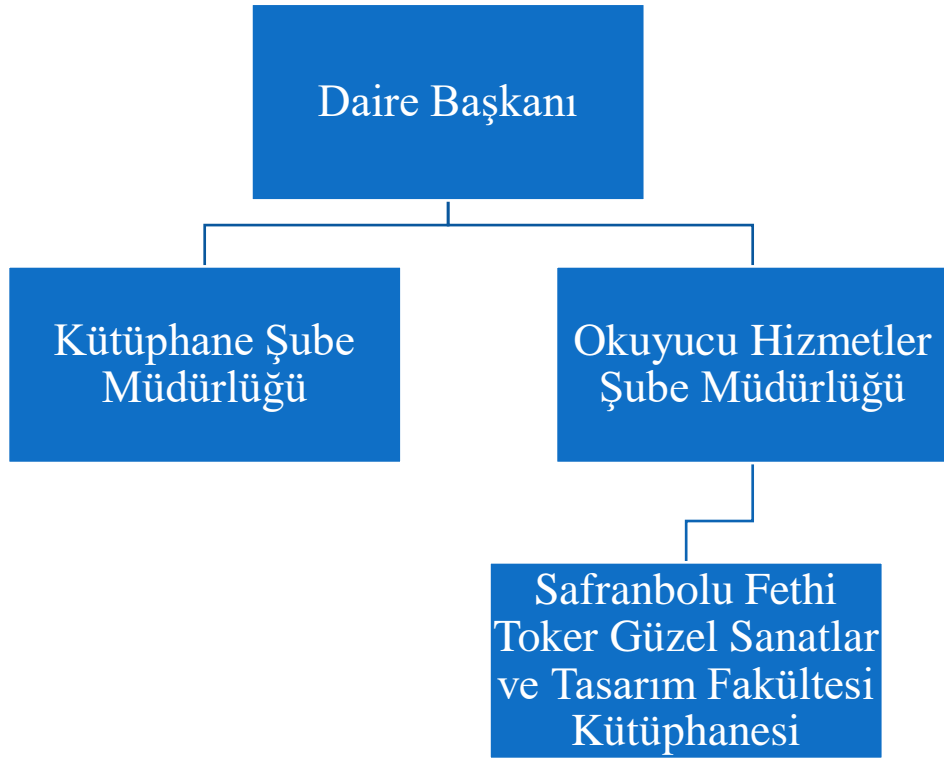 Daire Başkanı
Kütüphane Şube
Müdürlüğü
Okuyucu Hizmetler
Şube Müdürlüğü
Safranbolu Fethi
Toker Güzel Sanatlar
ve Tasarım Fakültesi
Kütüphanesi